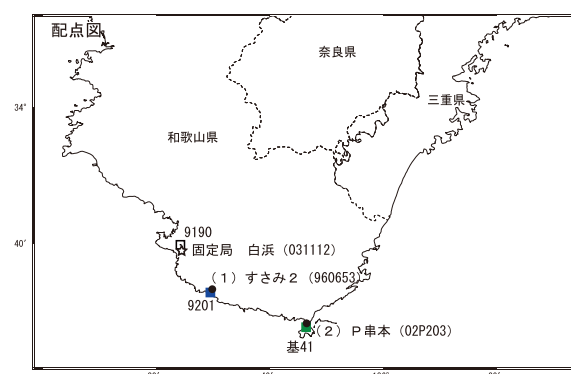 配点図
奈良県
34°
三重県
和歌山県
9190
40′
固定局　白浜（031112）
（１）すさみ２（960653）
9201
（２）Ｐ串本（02P203）
基41